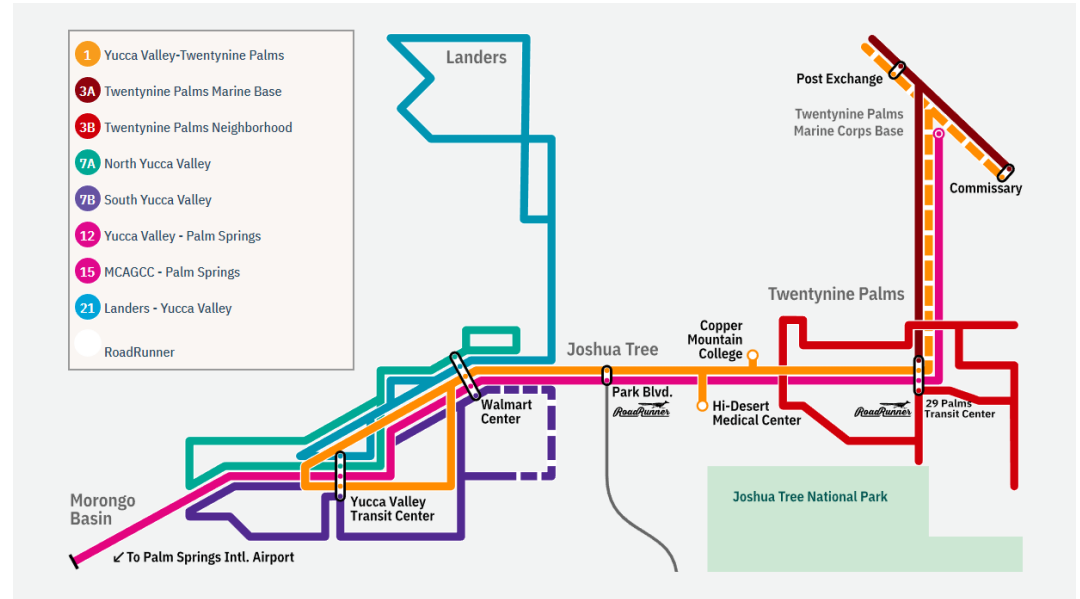 1 Yucca Valley-Twentynine Palms
3A Twentynine Palms Marine Base
3B Twentynine Palms Neighborhood
7A North Yucca Valley
7B South Yucca Valley
12 Yucca Valley - Palm Springs
15 MCAGCC - Palm Springs
21 Landers - Yucca Valley
RoadRunner
Landers
Post Exchange
Twentynine Palms
Marine Corps Base
Commissary
Twentynine Palms
Copper
Mountain
College
Joshua Tree
Park Blvd.
RoadRunner
Hi-Desert
Medical Center
RoadRunner
29 Palms
Transit Center
Walmart
Center
Yucca Valley
Transit Center
Morongo
Basin
↙ To Palm Springs Intl. Airport
Joshua Tree National Park